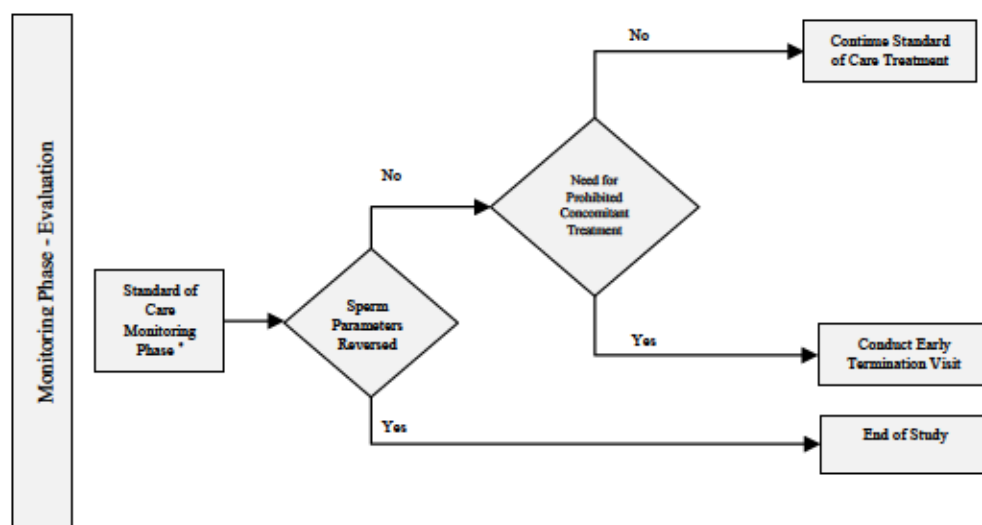 Monitoring Phase - Evaluation
No
Continue Standard
of Care Treatment
No
Need for
Prohibited
Concomitant
Treatment
Standard of
Care
Monitoring
Phase *
Sperm
Parameters
Reversed
Yes
Conduct Early
Termination Visit
Yes
End of Study